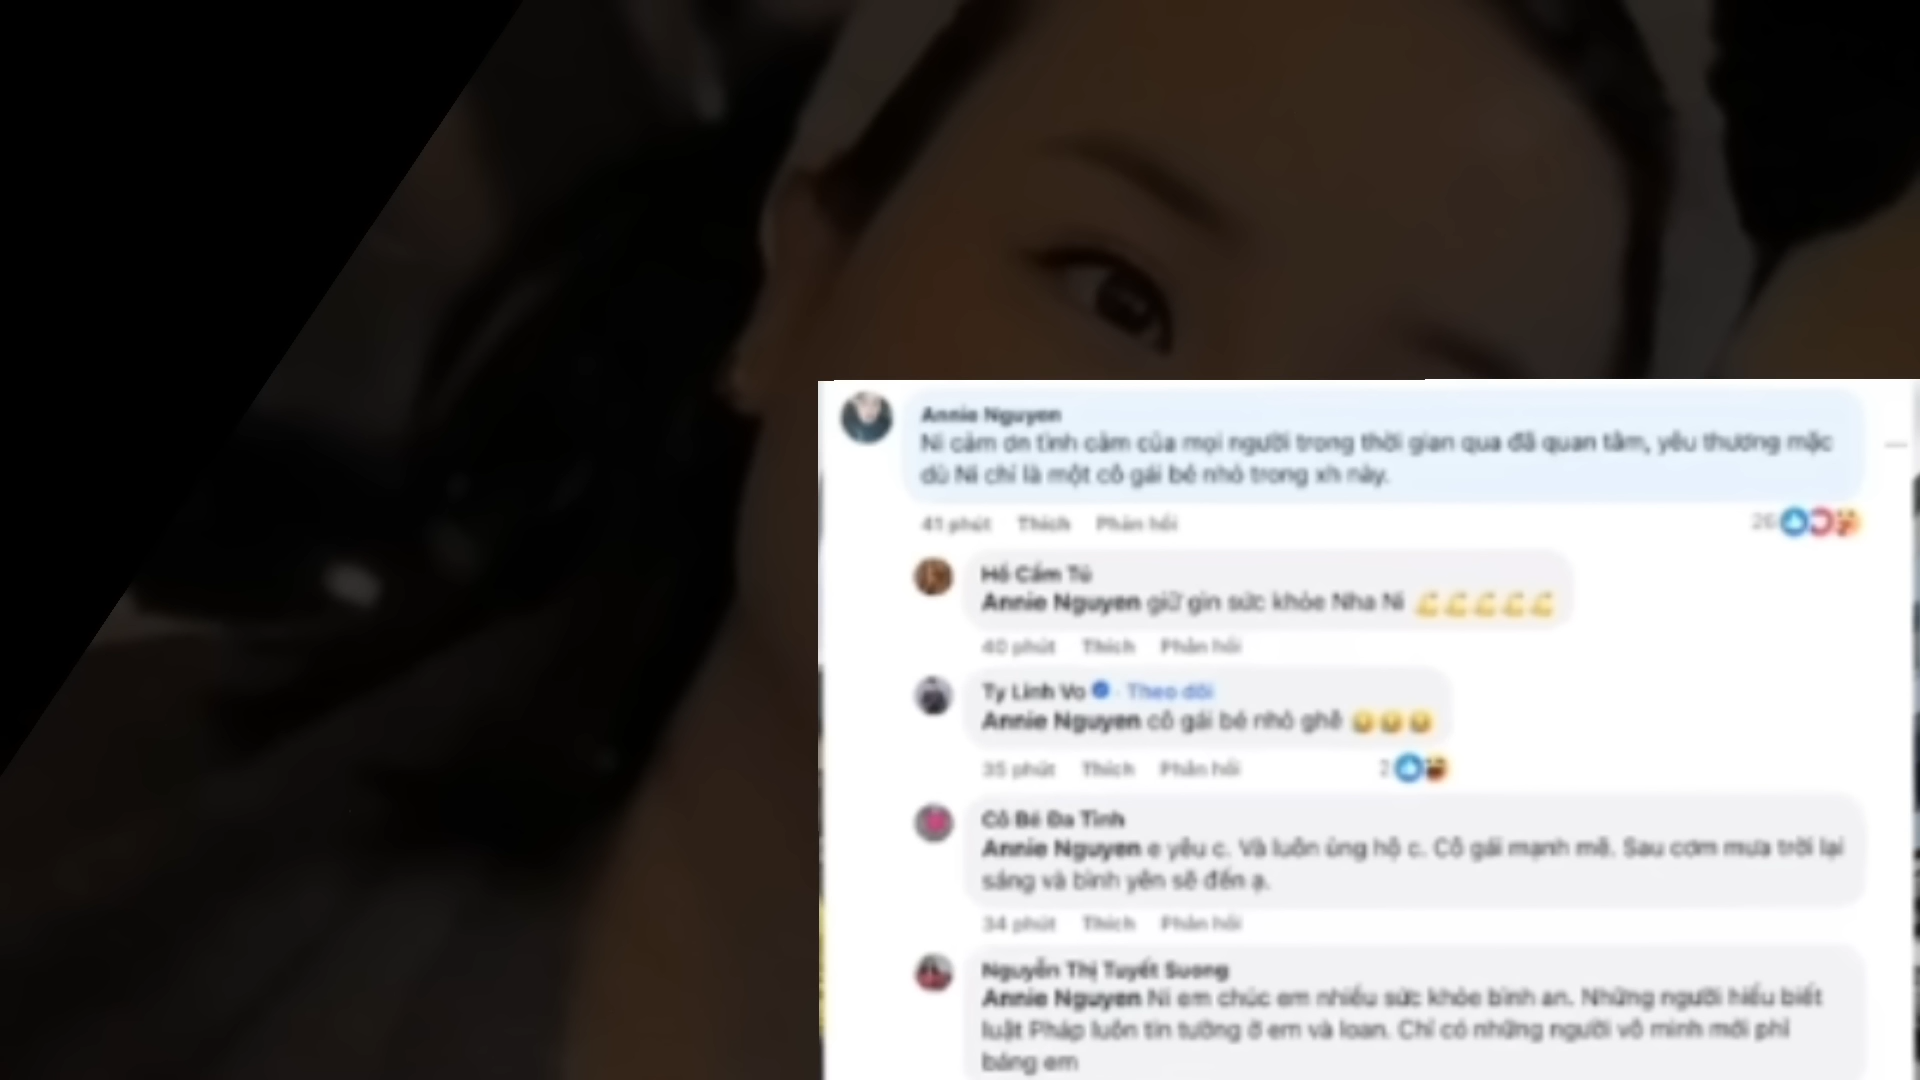 Annie Nguyen
Ni cảm ơn tình cảm của mọi người trong thời gian qua đã quan tâm, yêu thương mặc
dù Ni chỉ là một cô gái bé nhỏ trong xh này.
41 phút Thích Phản hồi 26
Hồ Cẩm Tú
Annie Nguyen giữ gìn sức khỏe Nha Ni 💪💪💪💪💪
40 phút Thích Phản hồi
Ty Linh Vo · Theo dõi
Annie Nguyen cô gái bé nhỏ ghê 😂😂😂
35 phút Thích Phản hồi 2
Cô Bé Đa Tình
Annie Nguyen e yêu c. Và luôn ủng hộ c. Cô gái mạnh mẽ. Sau cơm mưa trời lại
sáng và bình yên sẽ đến ạ.
34 phút Thích Phản hồi
Nguyễn Thị Tuyết Suong
Annie Nguyen Ni em chúc em nhiều sức khỏe bình an. Những người hiểu biết
luật Pháp luôn tin tưởng ở em và loan. Chỉ có những người vô minh mới phỉ
báng em